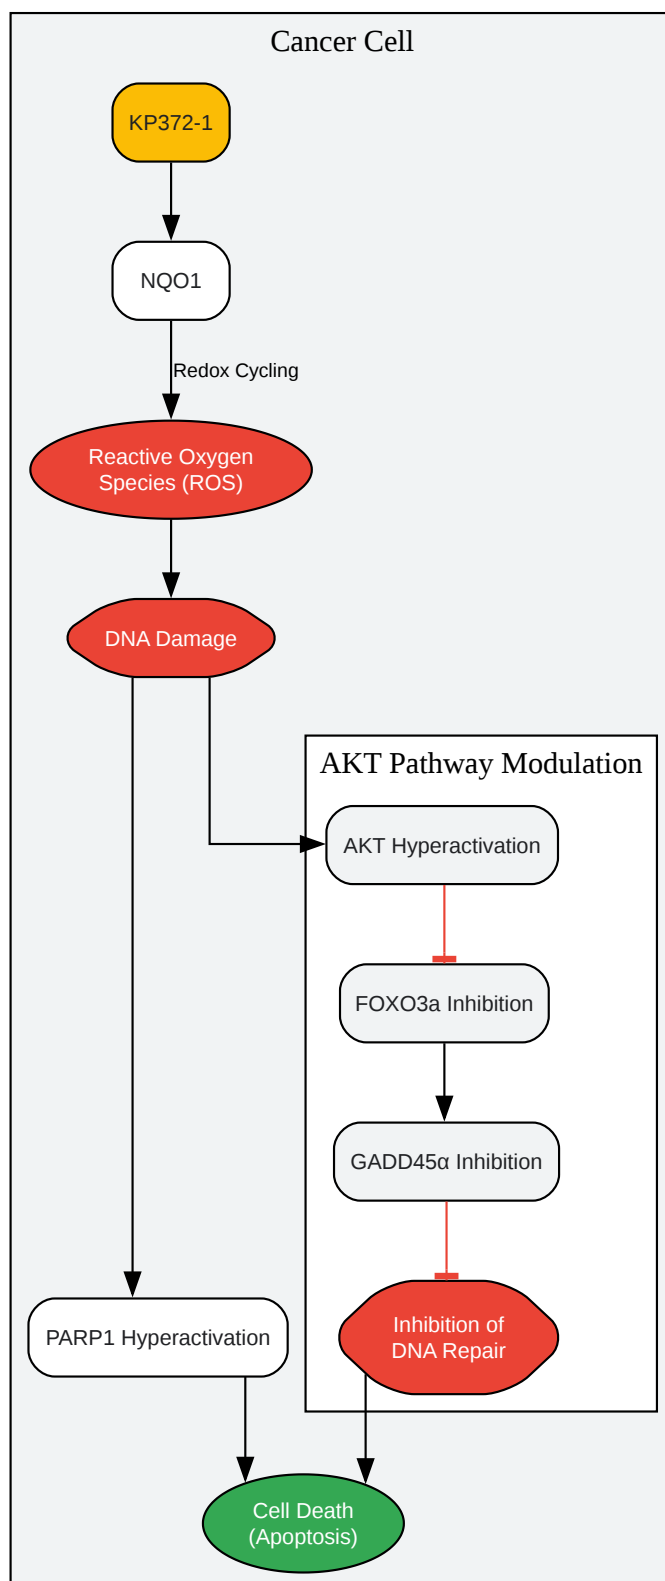 Cancer Cell
KP372-1
NQO1
Redox Cycling
Reactive Oxygen
Species (ROS)
DNA Damage
AKT Pathway Modulation
AKT Hyperactivation
FOXO3a Inhibition
GADD45α Inhibition
PARP1 Hyperactivation
Inhibition of
DNA Repair
Cell Death
(Apoptosis)